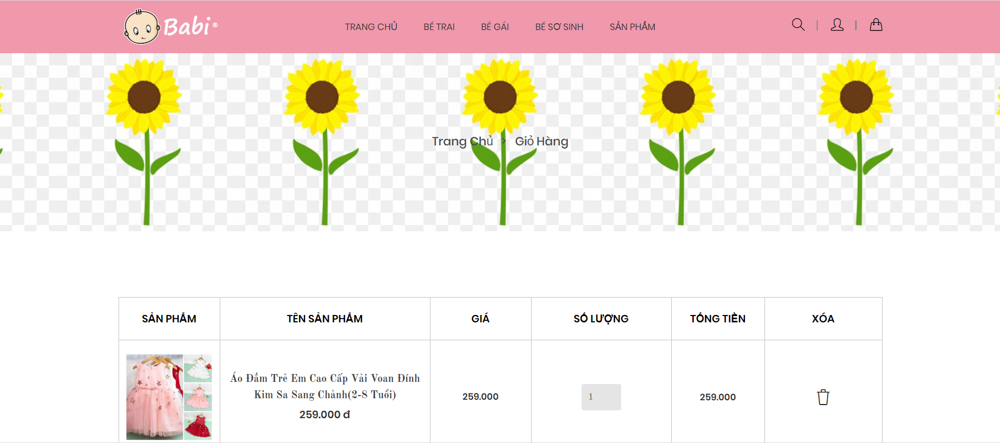 Babi ®
TRANG CHỦ BÉ TRAI BÉ GÁI BÉ SƠ SINH SẢN PHẨM
Trang Chủ > Giỏ Hàng
SẢN PHẨM TÊN SẢN PHẨM GIÁ SỐ LƯỢNG TỔNG TIỀN XÓA
Áo Đầm Trẻ Em Cao Cấp Vải Voan Đính
Kim Sa Sang Chảnh(2-8 Tuổi)
259.000 đ
259.000
1
259.000